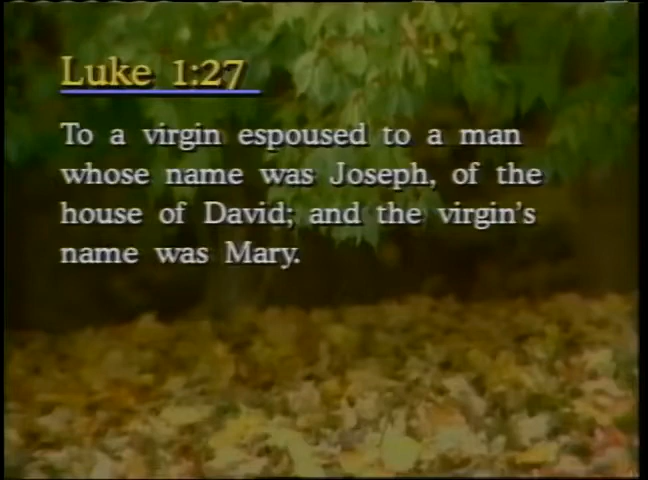 Luke 1:27
To a virgin espoused to a man
whose name was Joseph, of the
house of David; and the virgin's
name was Mary.